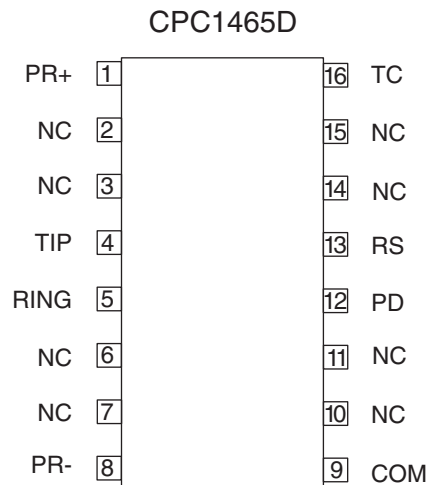 CPC1465D
PR+ 1 16 TC
NC 2 15 NC
NC 3 14 NC
TIP 4 13 RS
RING 5 12 PD
NC 6 11 NC
NC 7 10 NC
PR- 8 9 COM